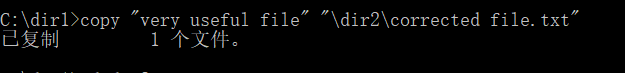 C:\dir1>copy "very useful file" "\dir2\corrected file.txt"
已复制         1 个文件。